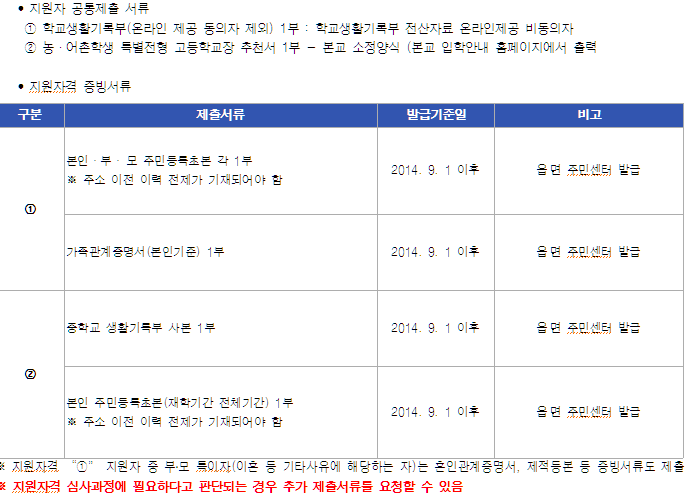 • 지원자 공통제출 서류
① 학교생활기록부(온라인 제공 동의자 제외) 1부 : 학교생활기록부 전산자료 온라인제공 비동의자
② 농·어촌학생 특별전형 고등학교장 추천서 1부 – 본교 소정양식 (본교 입학안내 홈페이지에서 출력
• 지원자격 증빙서류
구분 제출서류 발급기준일 비고
①
본인 · 부 · 모 주민등록초본 각 1부
※ 주소 이전 이력 전제가 기재되어야 함
2014. 9. 1 이후
읍면 주민센터 발급
가족관계증명서(본인기준) 1부
2014. 9. 1 이후
읍면 주민센터 발급
②
중학교 생활기록부 사본 1부
2014. 9. 1 이후
읍면 주민센터 발급
본인 주민등록초본(재학기간 전체기간) 1부
※ 주소 이전 이력 전제가 기재되어야 함
2014. 9. 1 이후
읍면 주민센터 발급
※ 지원자격 “①” 지원자 중 부·모 특이자(이혼 등 기타사유에 해당하는 자)는 혼인관계증명서, 제적등본 등 증빙서류도 제출
※ 지원자격 심사과정에 필요하다고 판단되는 경우 추가 제출서류를 요청할 수 있음